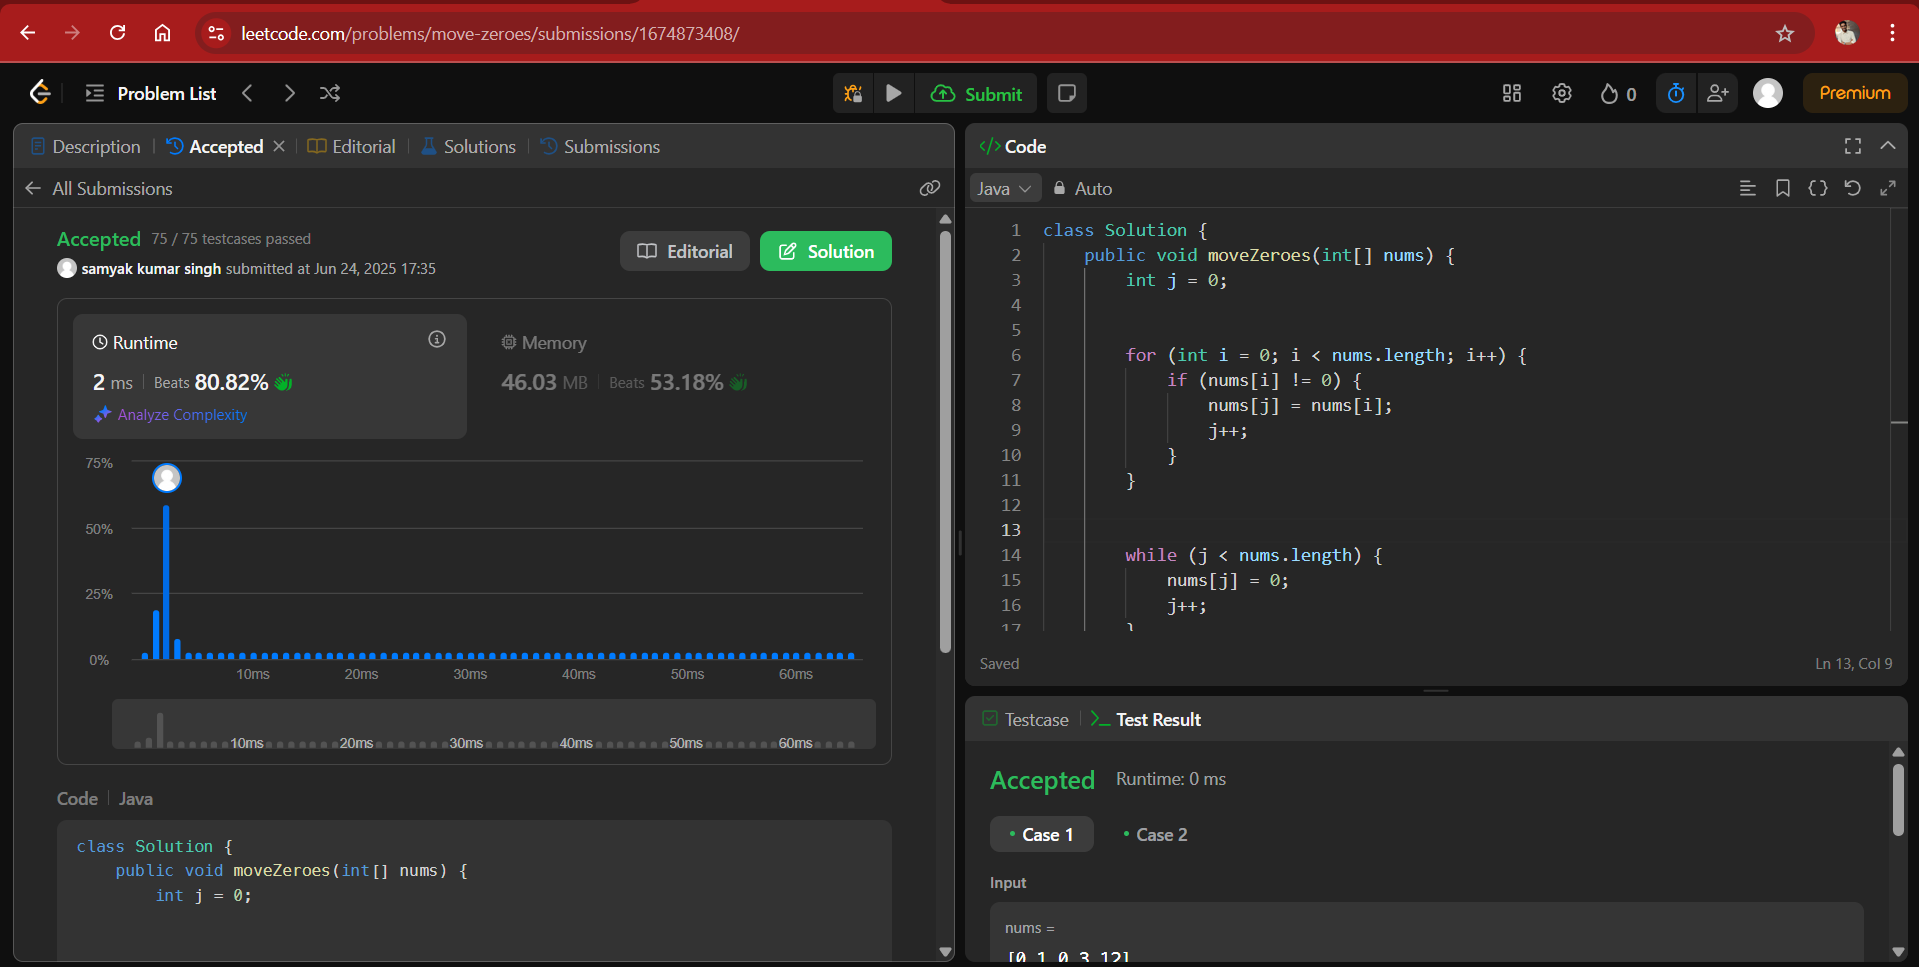 leetcode.com/problems/move-zeroes/submissions/1674873408/
Problem List
Submit
0
Premium
Description
Accepted
Editorial
Solutions
Submissions
All Submissions
Accepted 75 / 75 testcases passed
samyak kumar singh submitted at Jun 24, 2025 17:35
Editorial
Solution
Runtime
2 ms Beats 80.82%
Analyze Complexity
Memory
46.03 MB Beats 53.18%
75%
50%
25%
0%
10ms 20ms 30ms 40ms 50ms 60ms
10ms 20ms 30ms 40ms 50ms 60ms
Code Java
class Solution {
public void moveZeroes(int[] nums) {
int j = 0;
</> Code
Java Auto
1 class Solution {
2 public void moveZeroes(int[] nums) {
3 int j = 0;
4
5
6 for (int i = 0; i < nums.length; i++) {
7 if (nums[i] != 0) {
8 nums[j] = nums[i];
9 j++;
10 }
11 }
12
13
14 while (j < nums.length) {
15 nums[j] = 0;
16 j++;
17 }
Saved
Ln 13, Col 9
Testcase
Test Result
Accepted Runtime: 0 ms
Case 1
Case 2
Input
nums =
[0,1,0,3,12]